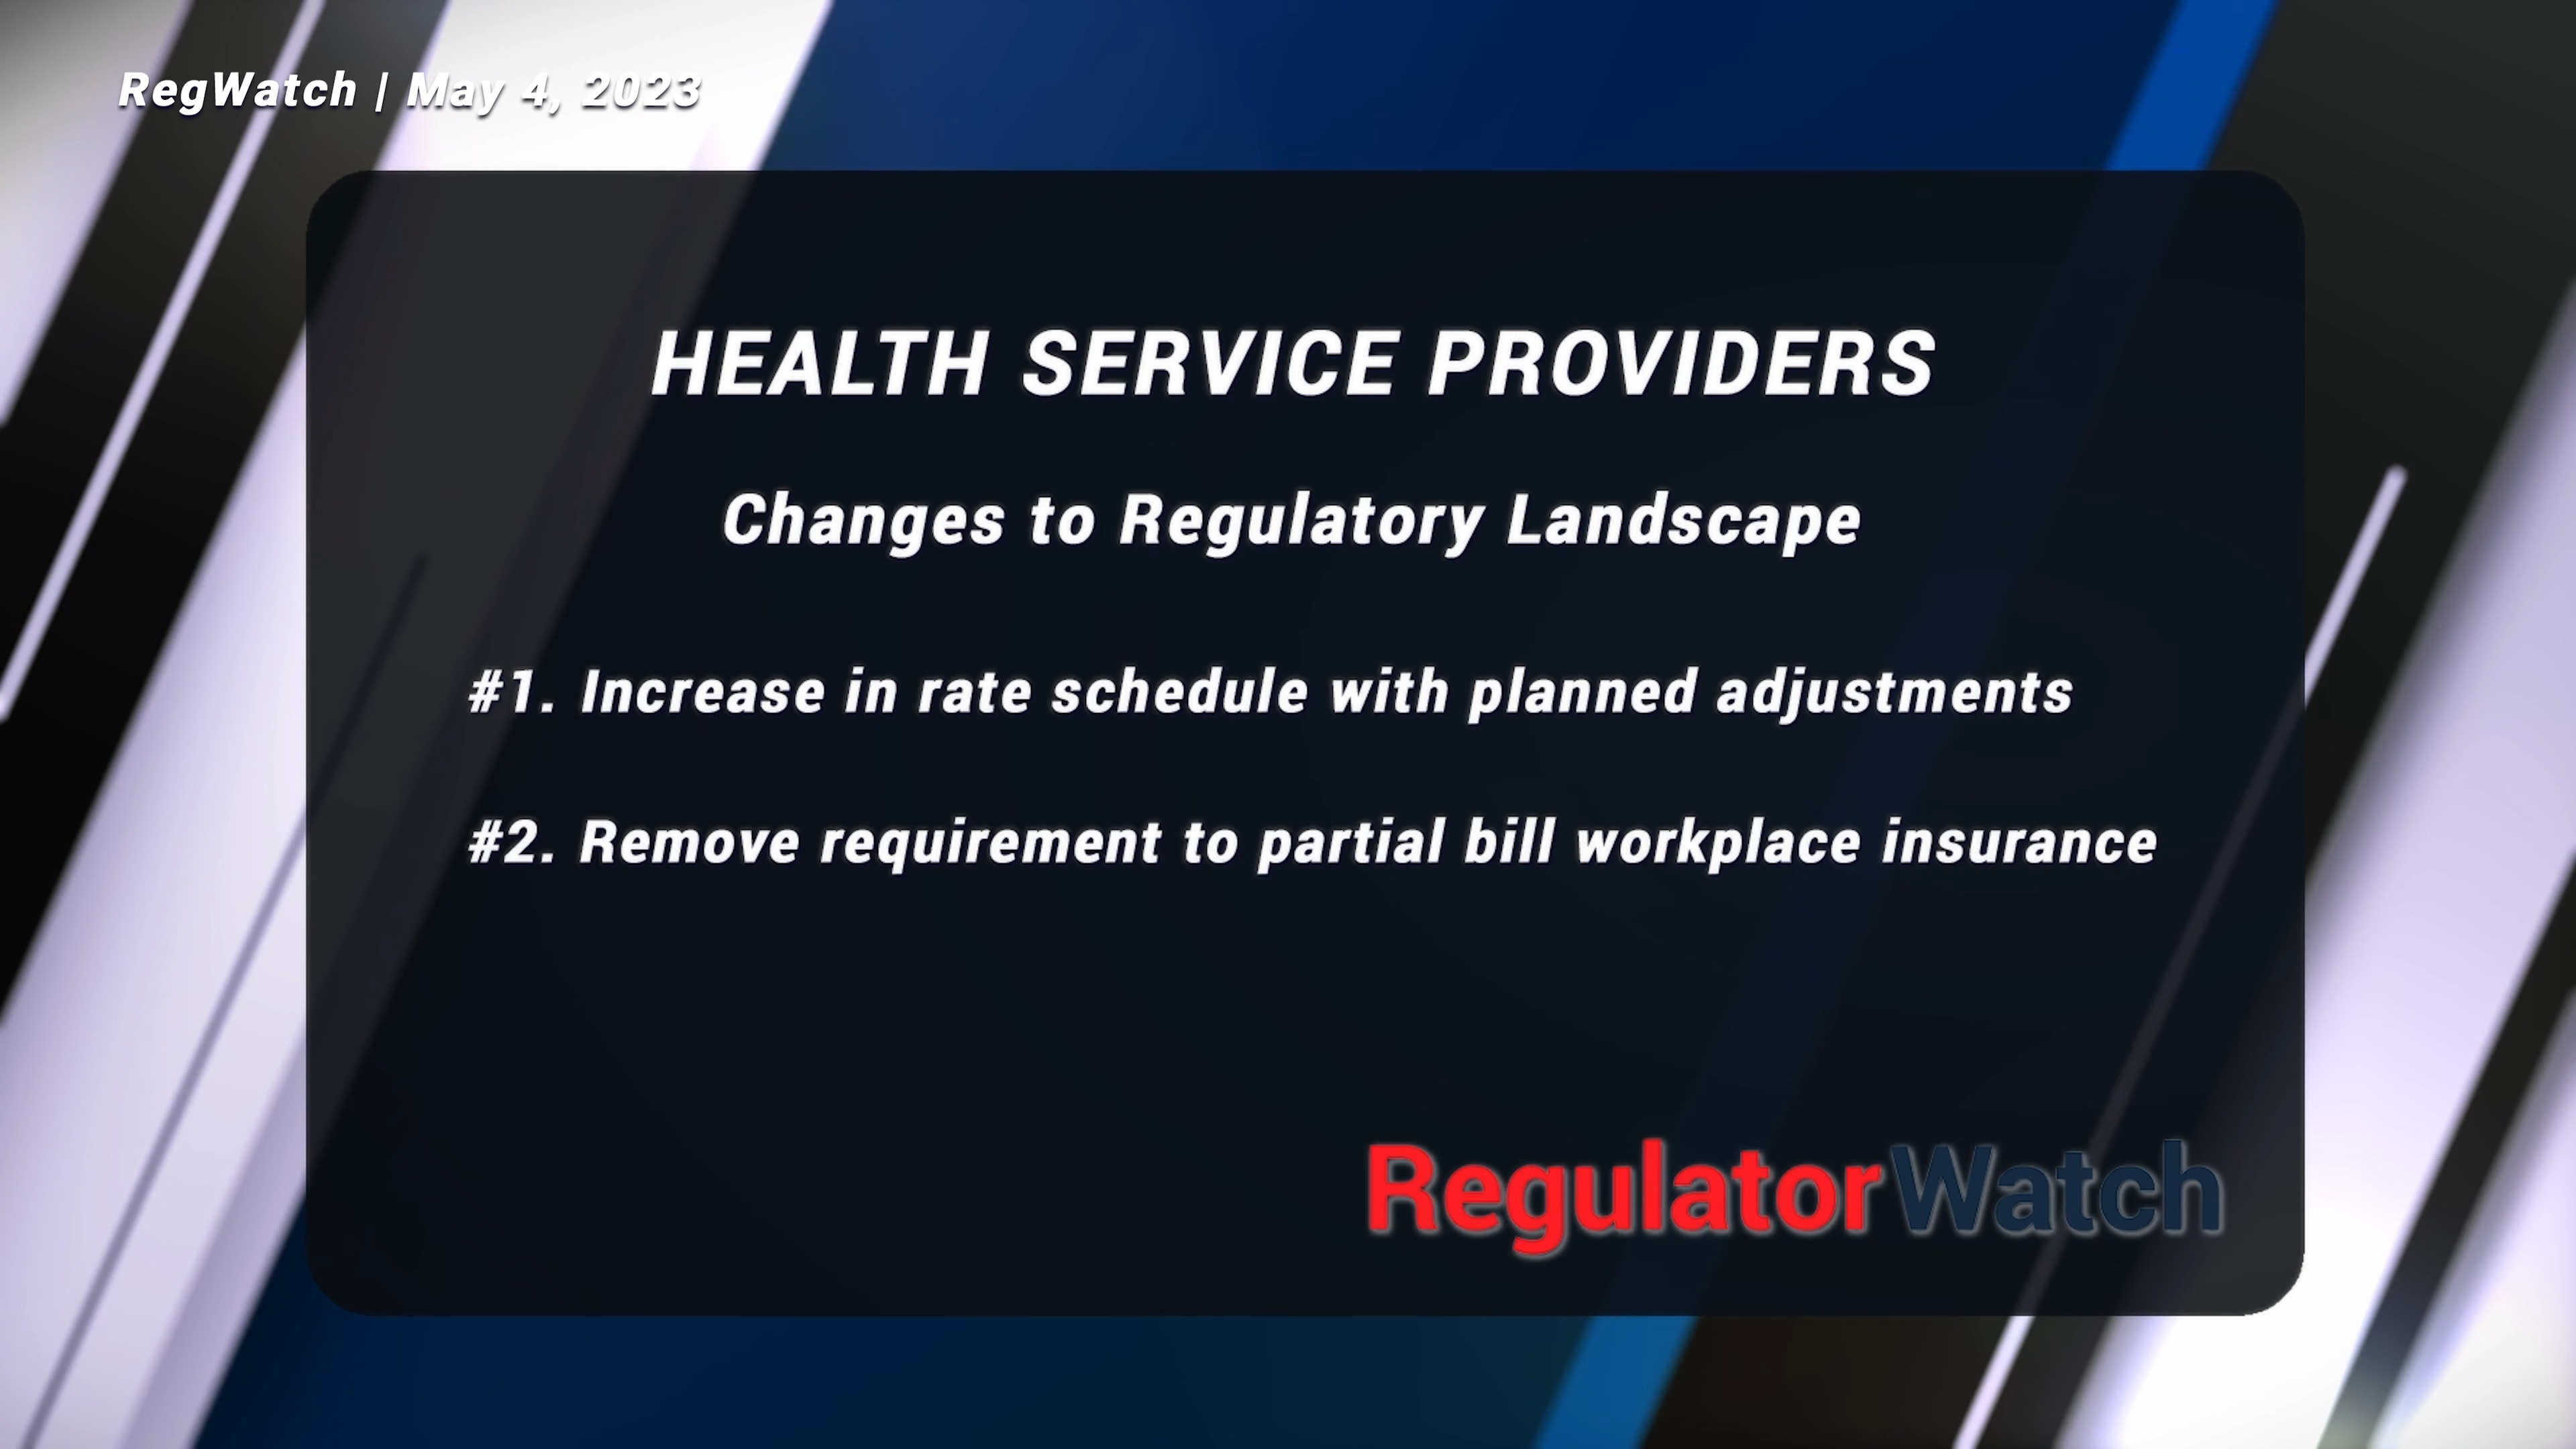 RegWatch | May 4, 2023
HEALTH SERVICE PROVIDERS
Changes to Regulatory Landscape
#1. Increase in rate schedule with planned adjustments
#2. Remove requirement to partial bill workplace insurance
RegulatorWatch